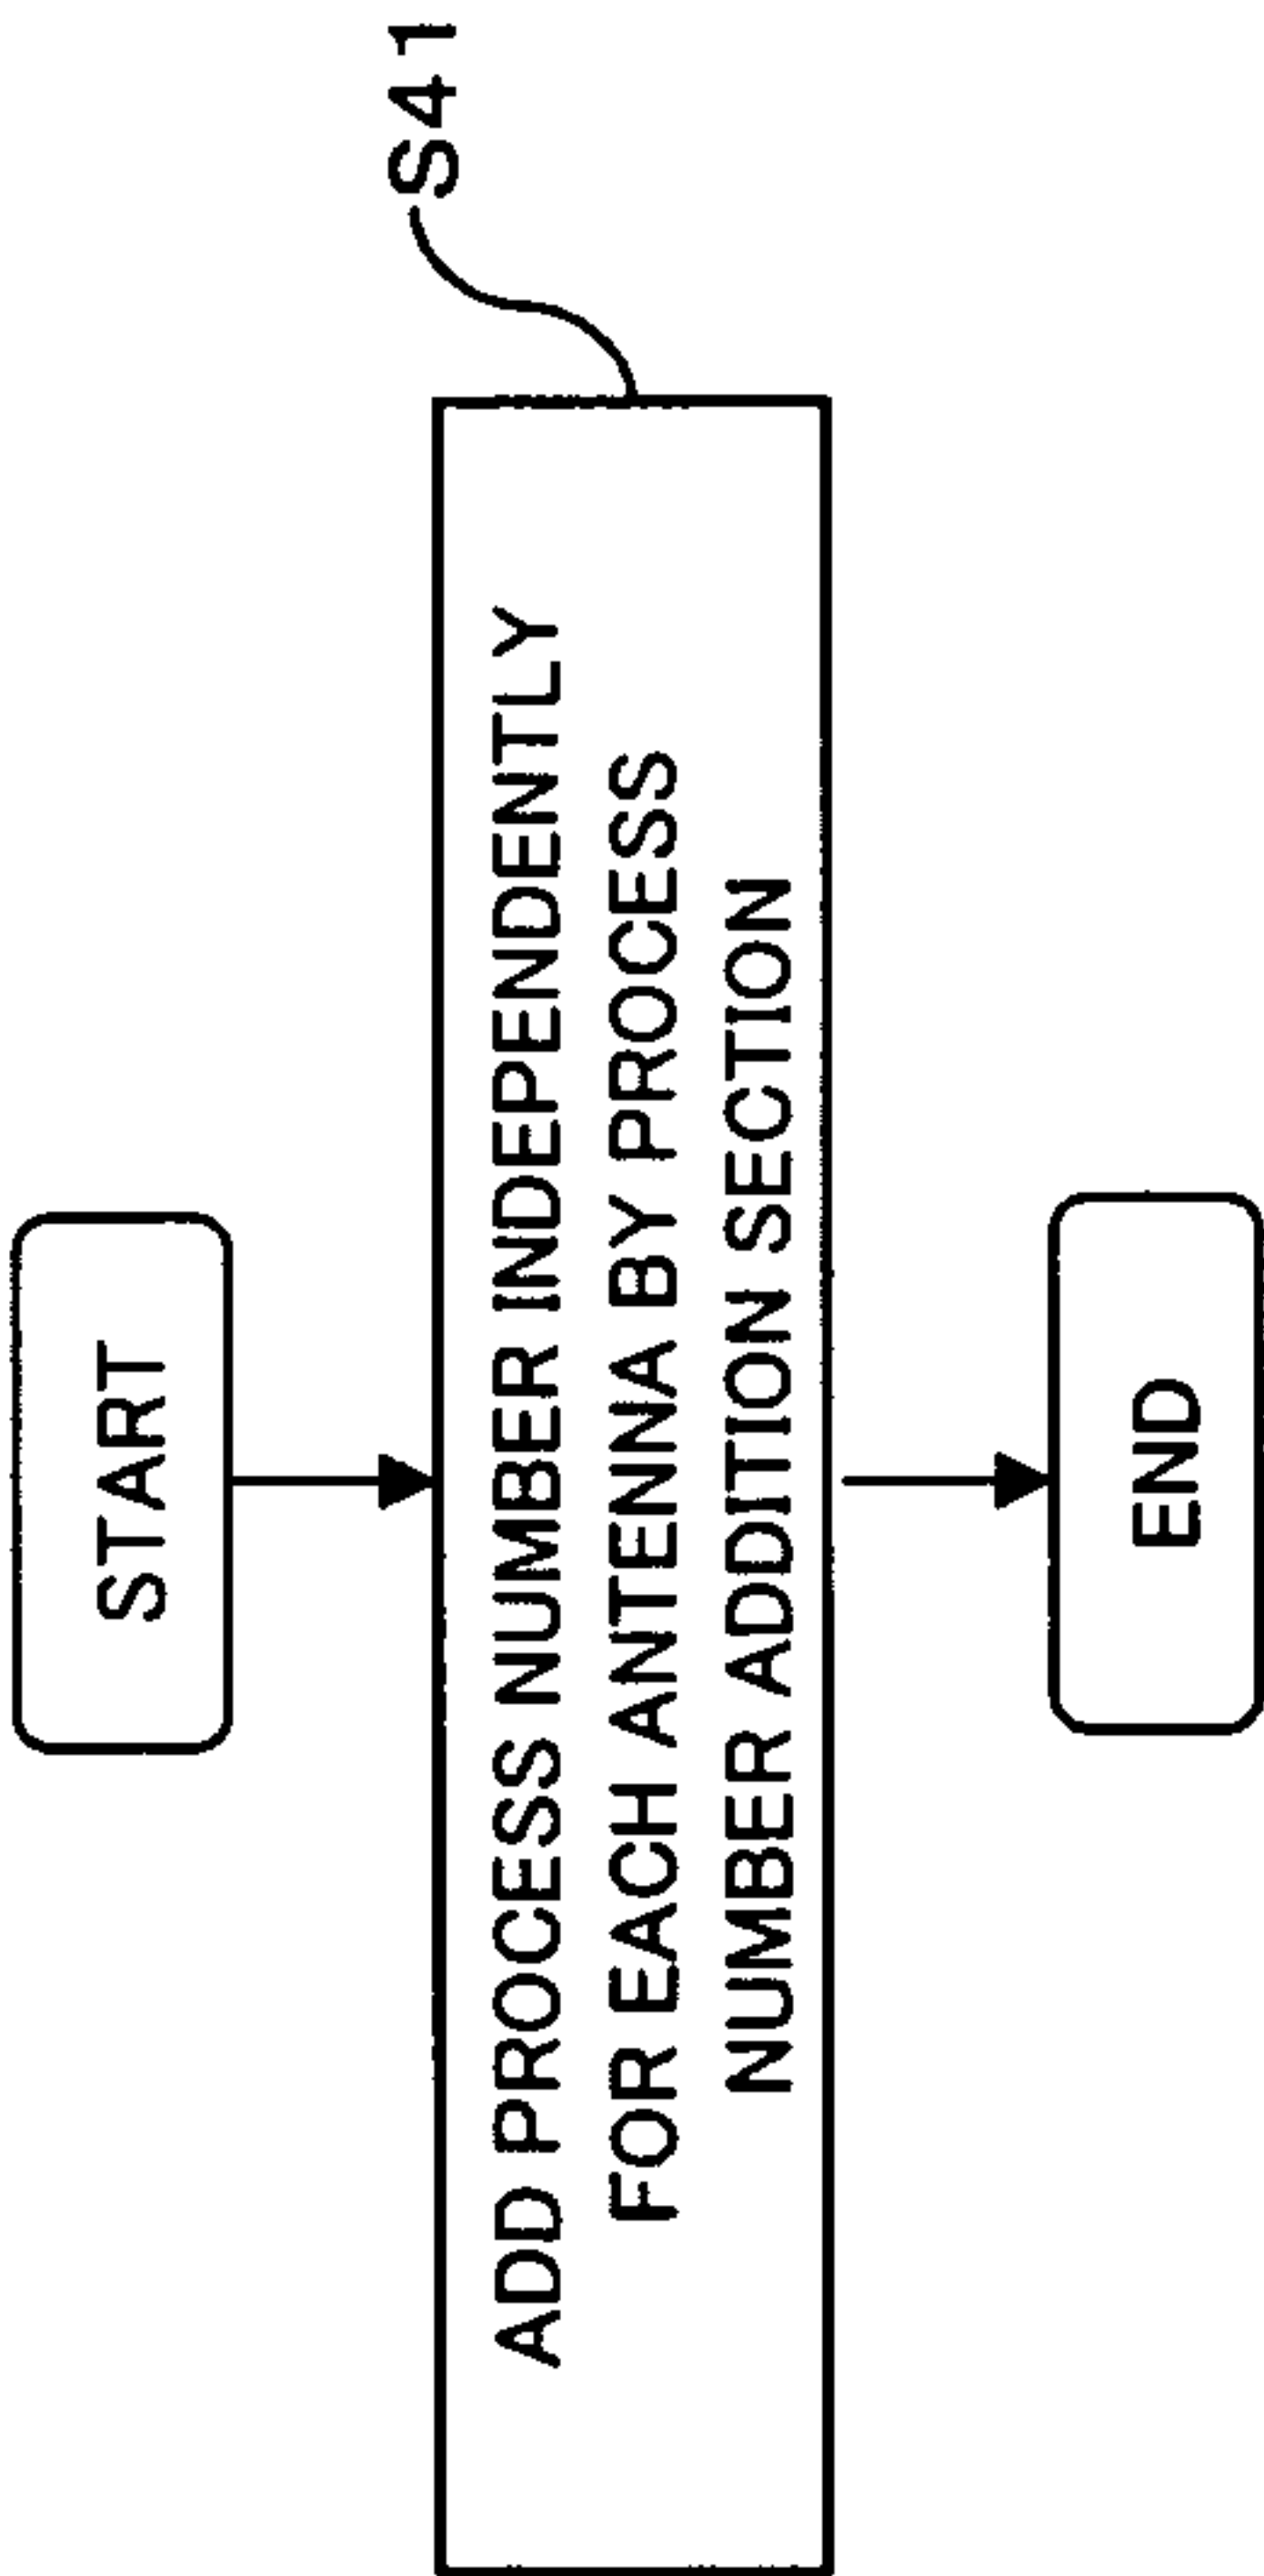 START
S41
ADD PROCESS NUMBER INDEPENDENTLY
FOR EACH ANTENNA BY PROCESS
NUMBER ADDITION SECTION
END